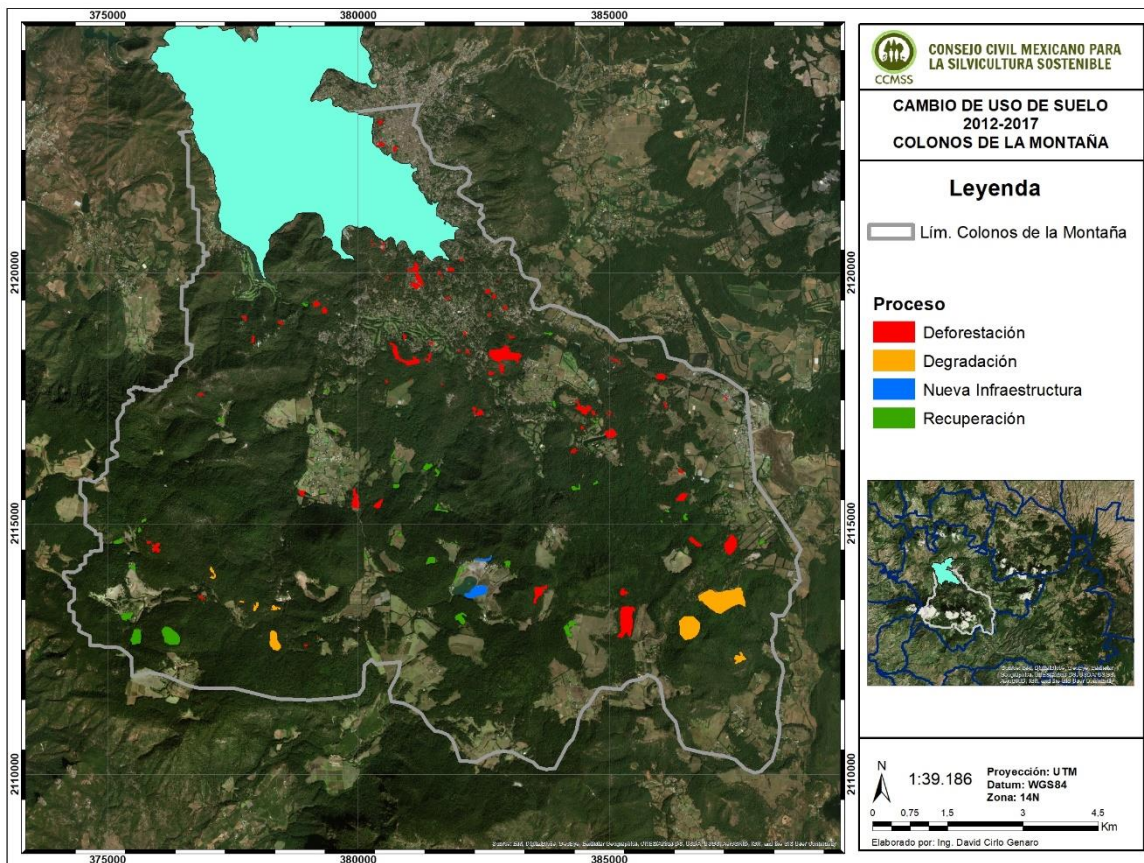 375000
380000
385000
2120000
2115000
2110000
2120000
2115000
2110000
375000
380000
385000
CCMSS
CONSEJO CIVIL MEXICANO PARA
LA SILVICULTURA SOSTENIBLE
CAMBIO DE USO DE SUELO
2012-2017
COLONOS DE LA MONTAÑA
Leyenda
Lím. Colonos de la Montaña
Proceso
Deforestación
Degradación
Nueva Infraestructura
Recuperación
N
1:39.186
Proyección: UTM
Datum: WGS84
Zona: 14N
0 0.75 1.5 3 4.5
Km
Elaborado por: Ing. David Cirlo Genaro